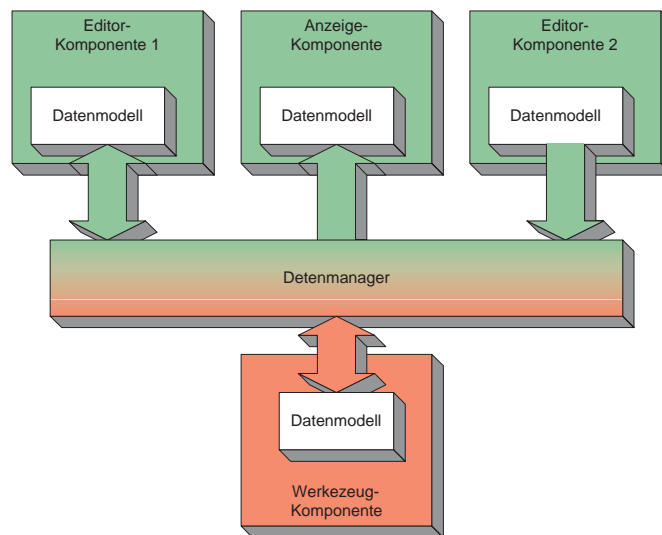 Editor-
Komponente 1
Anzeige-
Komponente
Editor-
Komponente 2
Datenmodell
Datenmodell
Datenmodell
Detenmanager
Datenmodell
Werkezeug-
Komponente